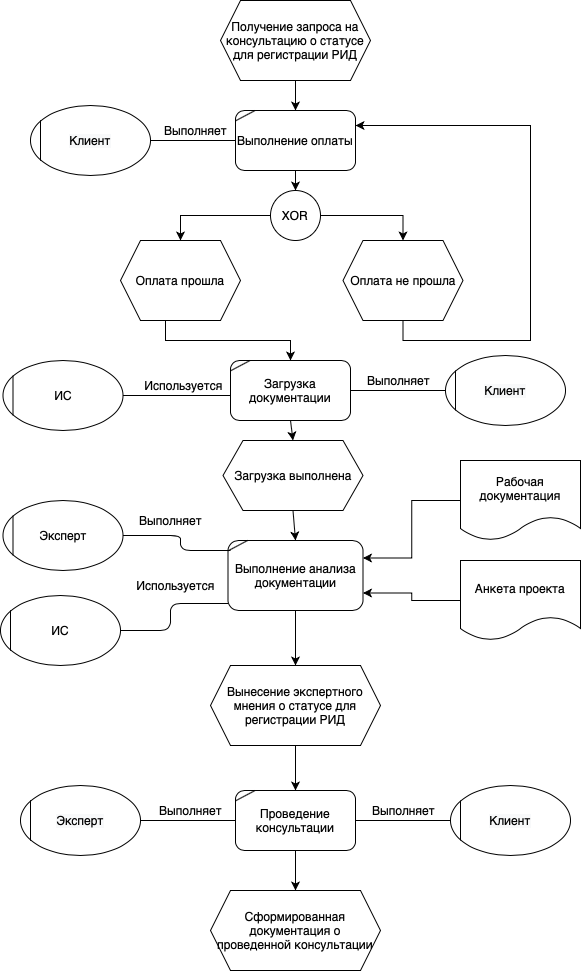 Получение запроса на
консультацию о статусе
для регистрации РИД
Клиент
Выполняет
Выполнение оплаты
XOR
Оплата прошла
Оплата не прошла
ИС
Используется
Загрузка
документации
Выполняет
Клиент
Загрузка выполнена
Рабочая
документация
Эксперт
Выполняет
Выполнение анализа
документации
Анкета проекта
Используется
ИС
Вынесение экспертного
мнения о статусе для
регистрации РИД
Эксперт
Выполняет
Проведение
консультации
Выполняет
Клиент
Сформированная
документация о
проведенной консультации